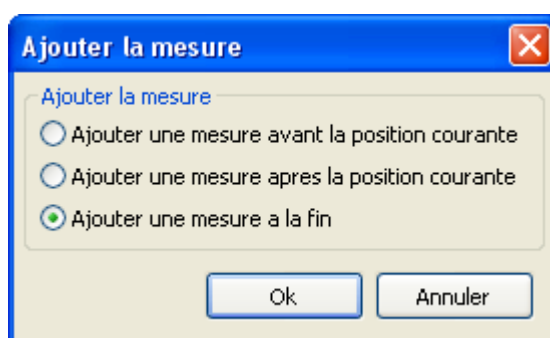 Ajouter la mesure
Ajouter la mesure
Ajouter une mesure avant la position courante
Ajouter une mesure apres la position courante
Ajouter une mesure a la fin
Ok
Annuler